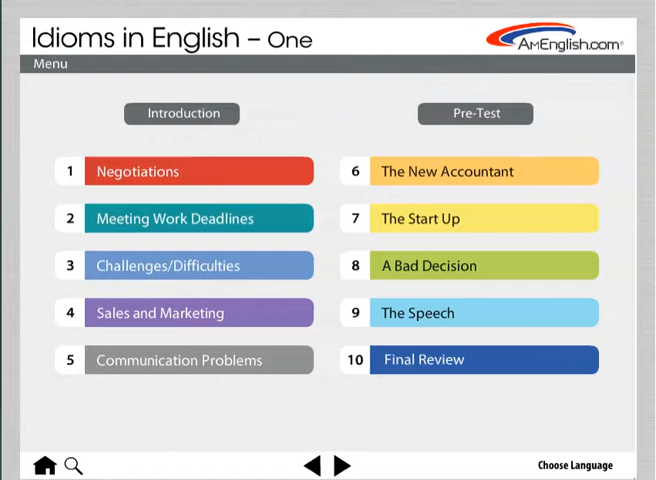 Idioms in English – One
AmEnglish.com®
Menu
Introduction
Pre-Test
1 Negotiations
2 Meeting Work Deadlines
3 Challenges/Difficulties
4 Sales and Marketing
5 Communication Problems
6 The New Accountant
7 The Start Up
8 A Bad Decision
9 The Speech
10 Final Review
Choose Language